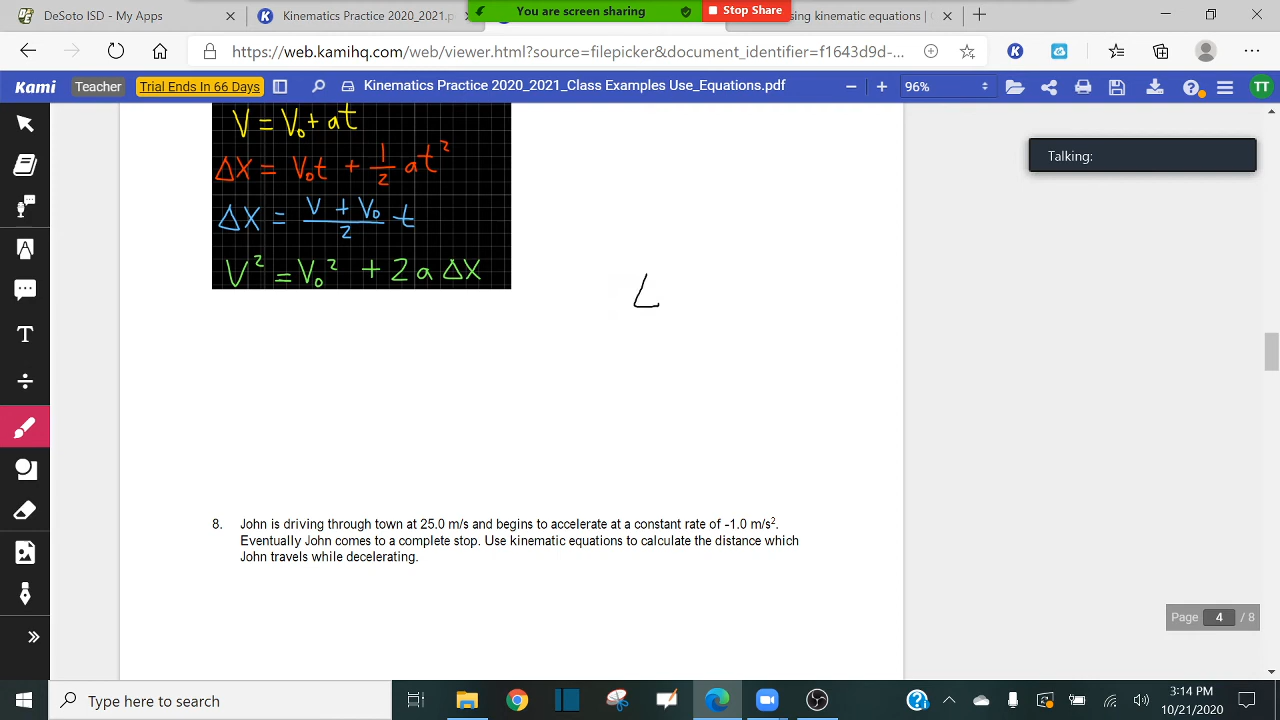 DeSoto ISD - My Apps
Kinematics Practice 2020_2021.p
You are screen sharing
Stop Share
sing kinematic equations |
https://web.kamihq.com/web/viewer.html?source=filepicker&document_identifier=f1643d9d-...
Kami
Teacher
Trial Ends In 66 Days
Kinematics Practice 2020_2021_Class Examples Use_Equations.pdf
96%
TT
V = V₀ + at
ΔX = V₀t + 1/2 at²
ΔX = (V + V₀)/2 t
V² = V₀² + 2aΔX
Talking:
8. John is driving through town at 25.0 m/s and begins to accelerate at a constant rate of -1.0 m/s².
Eventually John comes to a complete stop. Use kinematic equations to calculate the distance which
John travels while decelerating.
Page 4 / 8
Type here to search
3:14 PM
10/21/2020